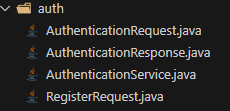 auth
AuthenticationRequest.java
AuthenticationResponse.java
AuthenticationService.java
RegisterRequest.java